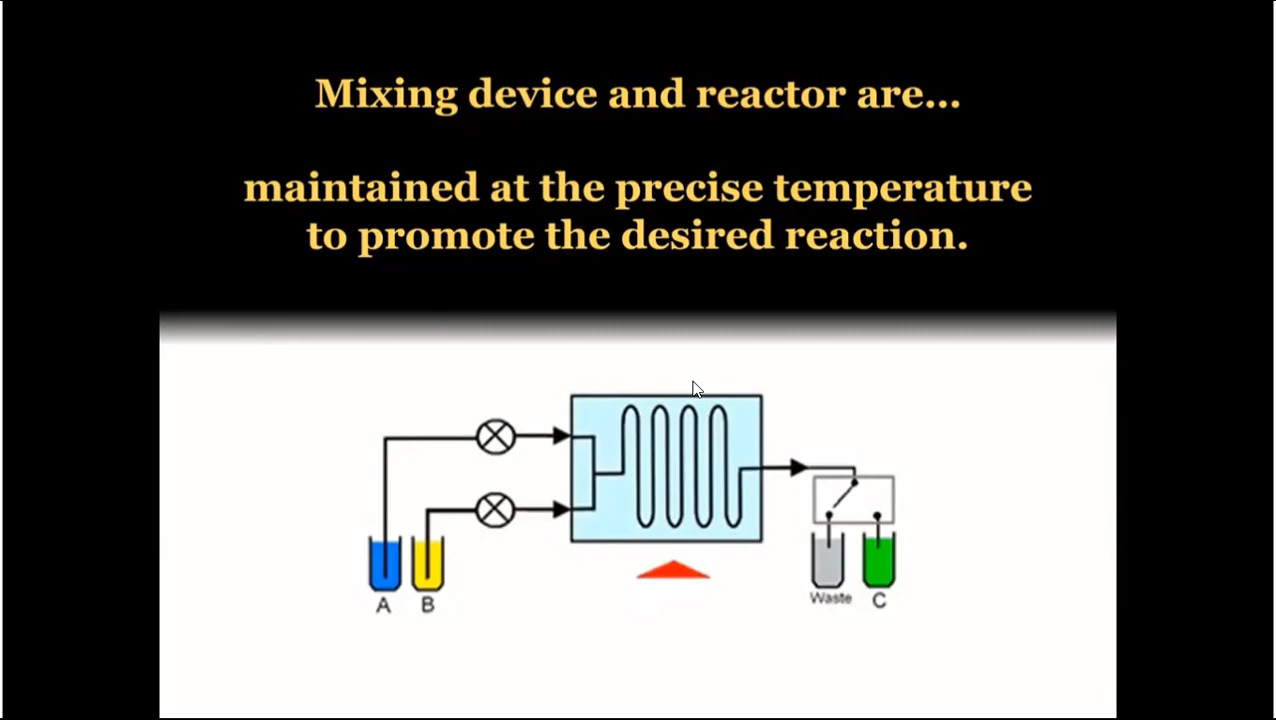 Mixing device and reactor are...
maintained at the precise temperature
to promote the desired reaction.
A
B
Waste
C